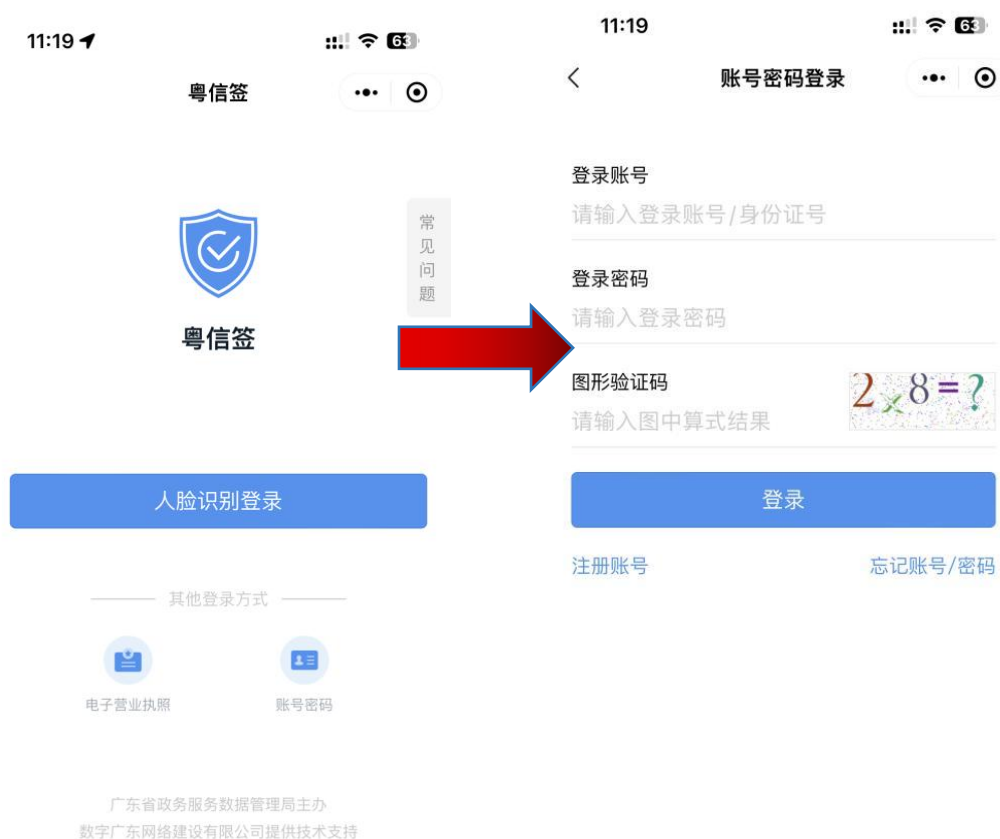 11:19
63
粤信签
常见问题
粤信签
人脸识别登录
其他登录方式
电子营业执照
账号密码
广东省政务服务数据管理局主办
数字广东网络建设有限公司提供技术支持
11:19
63
账号密码登录
登录账号
请输入登录账号/身份证号
登录密码
请输入登录密码
图形验证码
请输入图中算式结果
2×8=?
登录
注册账号
忘记账号/密码